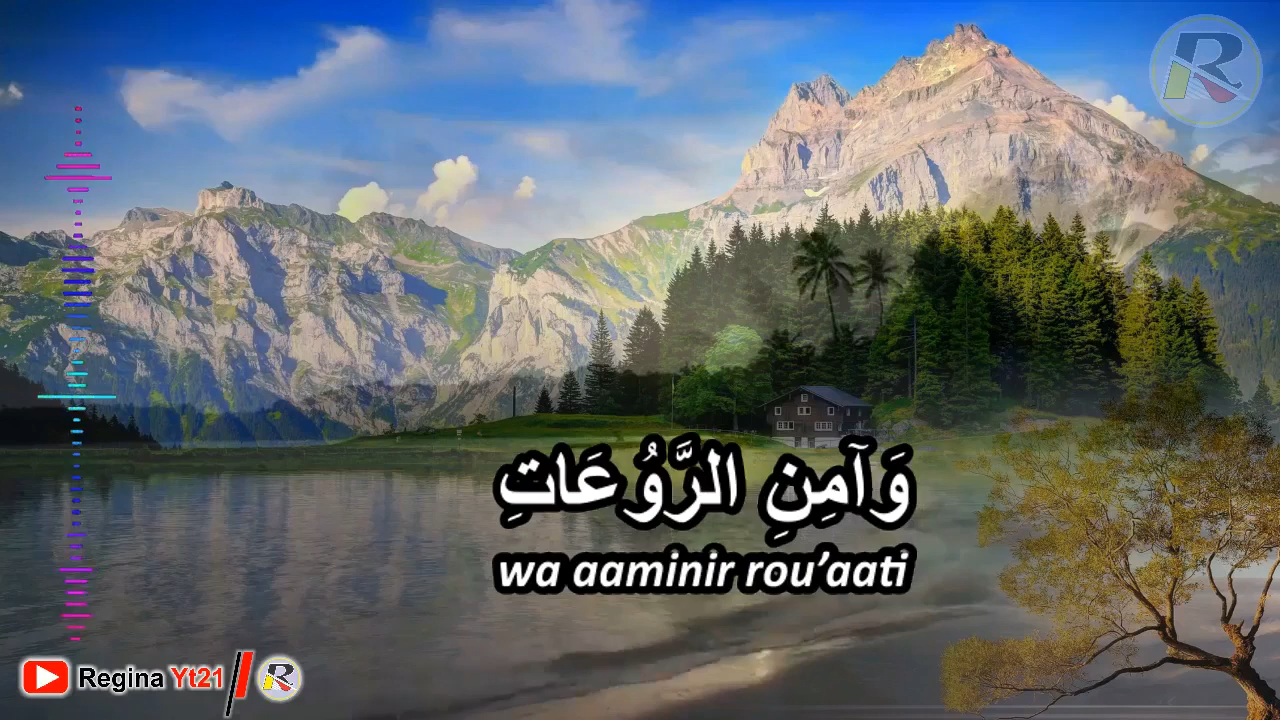 R
وَآمِنِ الرَّوُعَاتِ
wa aaminir rou’aati
Regina Yt21
R